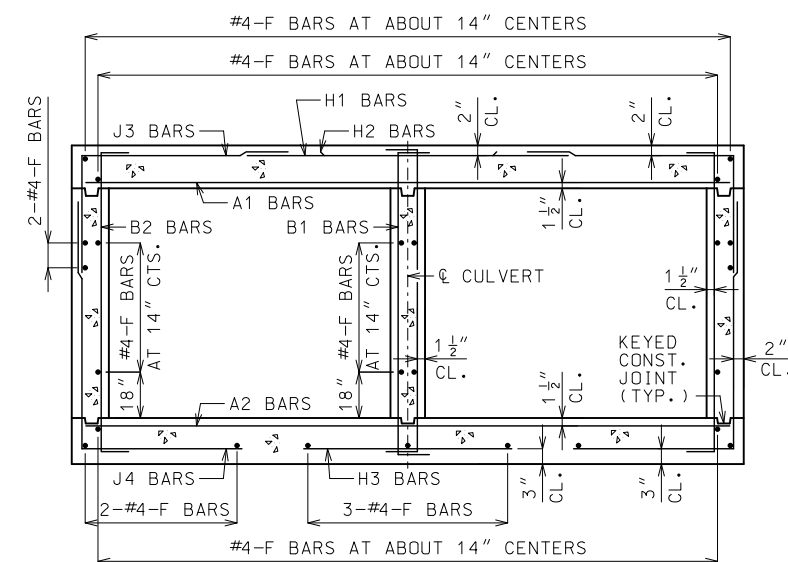 #4-F BARS AT ABOUT 14" CENTERS
#4-F BARS AT ABOUT 14" CENTERS
2-#4-F BARS
J3 BARS
H1 BARS
H2 BARS
2" CL.
2" CL.
A1 BARS
1 1/2" CL.
B2 BARS
B1 BARS
#4-F BARS
AT 14" CTS.
#4-F BARS
AT 14" CTS.
℄ CULVERT
1 1/2"
CL.
1 1/2"
CL.
KEYED
CONST.
JOINT
(TYP.)
2"
CL.
18"
18"
A2 BARS
1 1/2" CL.
J4 BARS
H3 BARS
3" CL.
3" CL.
2-#4-F BARS
3-#4-F BARS
#4-F BARS AT ABOUT 14" CENTERS